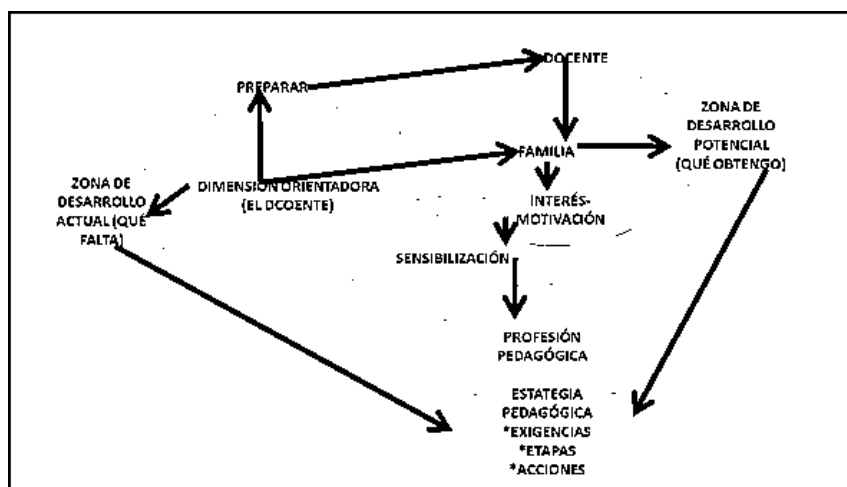 DOCENTE
PREPARAR
ZONA DE
DESARROLLO
POTENCIAL
(QUÉ OBTENGO)
FAMILIA
ZONA DE
DESARROLLO
ACTUAL (QUÉ
FALTA)
DIMENSIÓN ORIENTADORA
(EL DCOENTE)
INTERÉS-
MOTIVACIÓN
SENSIBILIZACIÓN
PROFESIÓN
PEDAGÓGICA
ESTATEGIA
PEDAGÓGICA
*EXIGENCIAS
*ETAPAS
*ACCIONES